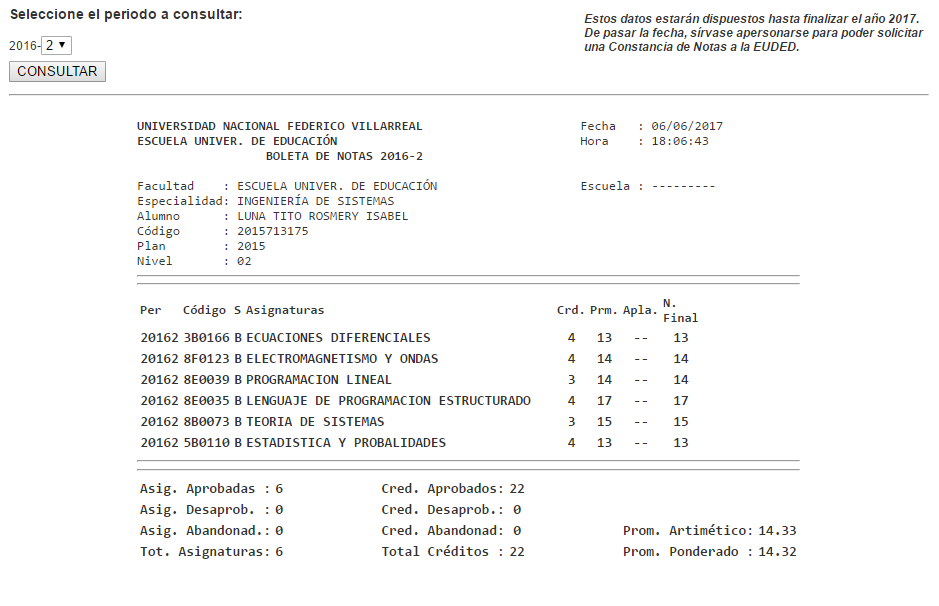 Seleccione el periodo a consultar:
Estos datos estarán dispuestos hasta finalizar el año 2017.
De pasar la fecha, sírvase apersonarse para poder solicitar
una Constancia de Notas a la EUDED.
2016- 2 ▼
CONSULTAR
UNIVERSIDAD NACIONAL FEDERICO VILLARREAL Fecha : 06/06/2017
ESCUELA UNIVER. DE EDUCACIÓN Hora : 18:06:43
BOLETA DE NOTAS 2016-2
Facultad : ESCUELA UNIVER. DE EDUCACIÓN Escuela : ---------
Especialidad: INGENIERÍA DE SISTEMAS
Alumno : LUNA TITO ROSMERY ISABEL
Código : 2015713175
Plan : 2015
Nivel : 02
Per Código S Asignaturas Crd. Prm. Apla. N. Final
20162 3B0166 B ECUACIONES DIFERENCIALES 4 13 -- 13
20162 8F0123 B ELECTROMAGNETISMO Y ONDAS 4 14 -- 14
20162 8E0039 B PROGRAMACION LINEAL 3 14 -- 14
20162 8E0035 B LENGUAJE DE PROGRAMACION ESTRUCTURADO 4 17 -- 17
20162 8B0073 B TEORIA DE SISTEMAS 3 15 -- 15
20162 5B0110 B ESTADISTICA Y PROBALIDADES 4 13 -- 13
Asig. Aprobadas : 6 Cred. Aprobados: 22
Asig. Desaprob. : 0 Cred. Desaprob.: 0
Asig. Abandonad.: 0 Cred. Abandonad: 0 Prom. Artimético: 14.33
Tot. Asignaturas: 6 Total Créditos : 22 Prom. Ponderado : 14.32